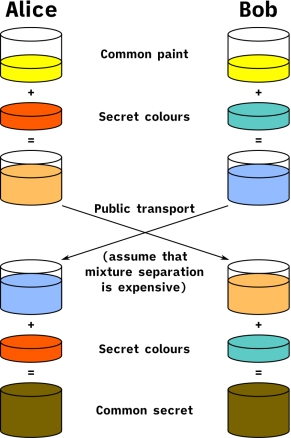 Alice Bob
Common paint
+ +
Secret colours
= =
Public transport
(assume that
mixture separation
is expensive)
+ +
Secret colours
= =
Common secret